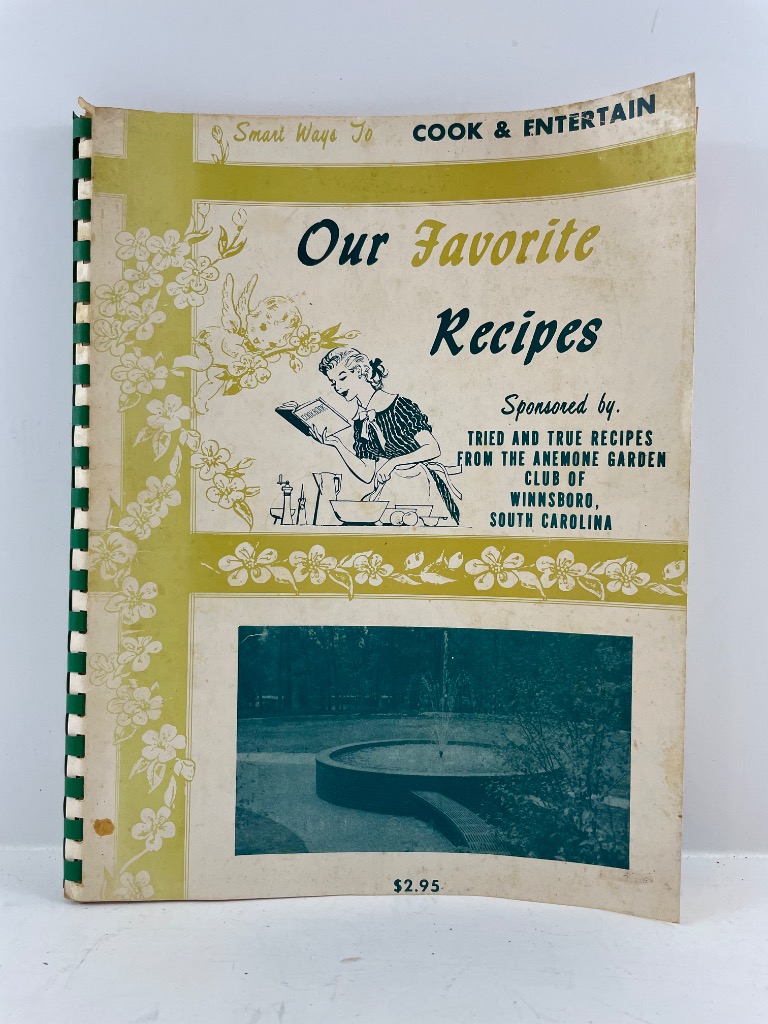 Smart Ways To COOK & ENTERTAIN
Our Favorite
Recipes
Sponsored by.
TRIED AND TRUE RECIPES
FROM THE ANEMONE GARDEN
CLUB OF
WINNSBORO,
SOUTH CAROLINA
$2.95